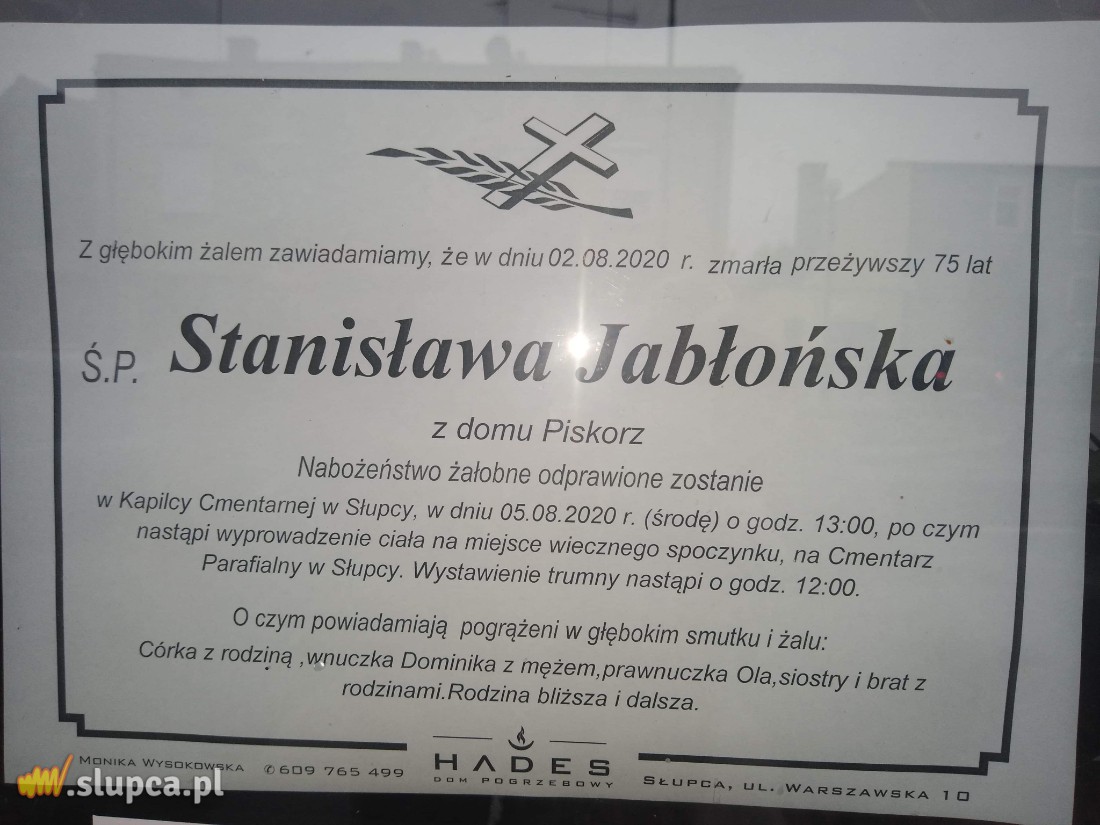 Z głębokim żalem zawiadamiamy, że w dniu 02.08.2020 r. zmarła przeżywszy 75 lat
Ś.P. Stanisława Jabłońska
z domu Piskorz
Nabożeństwo żałobne odprawione zostanie
w Kapilcy Cmentarnej w Słupcy, w dniu 05.08.2020 r. (środę) o godz. 13:00, po czym
nastąpi wyprowadzenie ciała na miejsce wiecznego spoczynku, na Cmentarz
Parafialny w Słupcy. Wystawienie trumny nastąpi o godz. 12:00.
O czym powiadamiają pogrążeni w głębokim smutku i żalu:
Córka z rodziną ,wnuczka Dominika z mężem,prawnuczka Ola,siostry i brat z
rodzinami.Rodzina bliższa i dalsza.
MONIKA WYSOKOWSKA ✆ 609 765 499
HADES
DOM POGRZEBOWY
SŁUPCA, UL. WARSZAWSKA 10
.slupca.pl